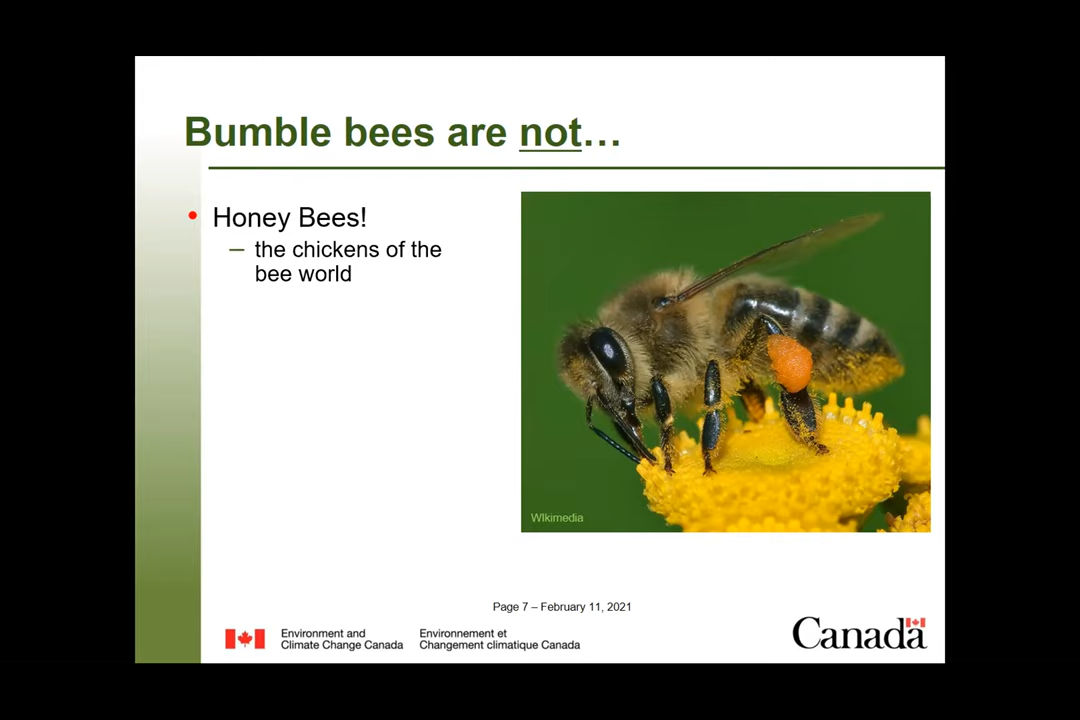 Bumble bees are not…
• Honey Bees!
– the chickens of the
bee world
WIkimedia
Page 7 – February 11, 2021
Environment and
Climate Change Canada
Environnement et
Changement climatique Canada
Canada